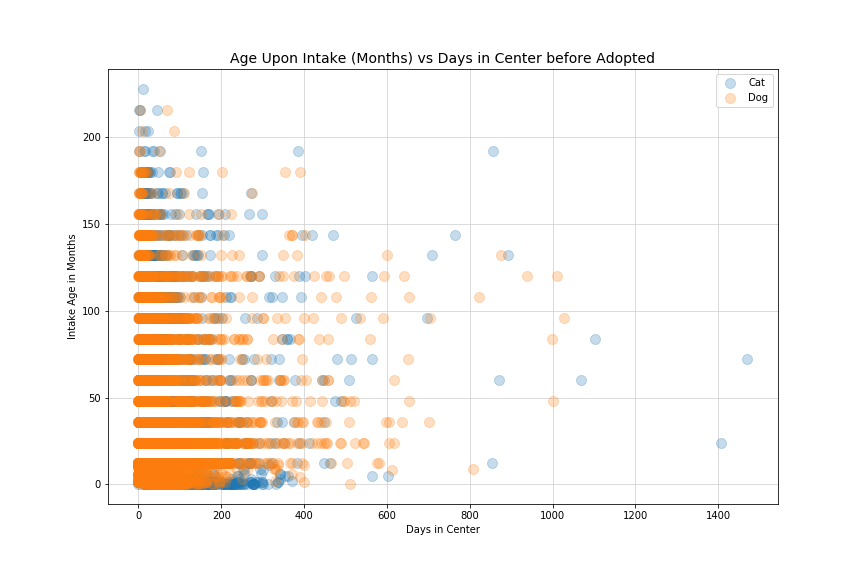 Age Upon Intake (Months) vs Days in Center before Adopted
Cat
Dog
Intake Age in Months
200
150
100
50
0
0 200 400 600 800 1000 1200 1400
Days in Center